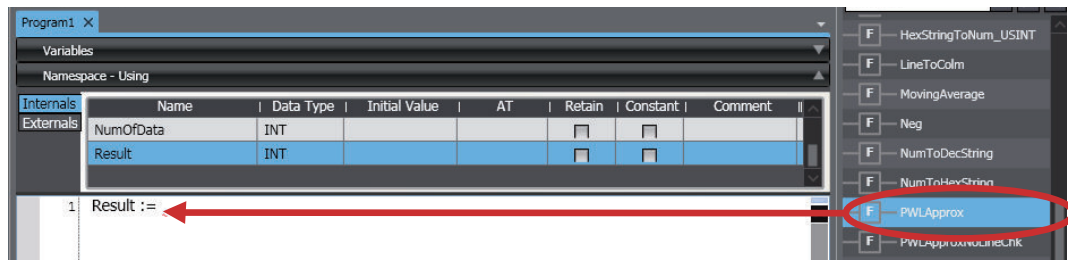 Program1 X
Variables
Namespace - Using
Internals
Externals
Name | Data Type | Initial Value | AT | Retain | Constant | Comment
NumOfData INT
Result INT
1 Result :=
F HexStringToNum_USINT
F LineToColm
F MovingAverage
F Neg
F NumToDecString
F NumToHexString
F PWLApprox
F PWLApproxNoLineChk